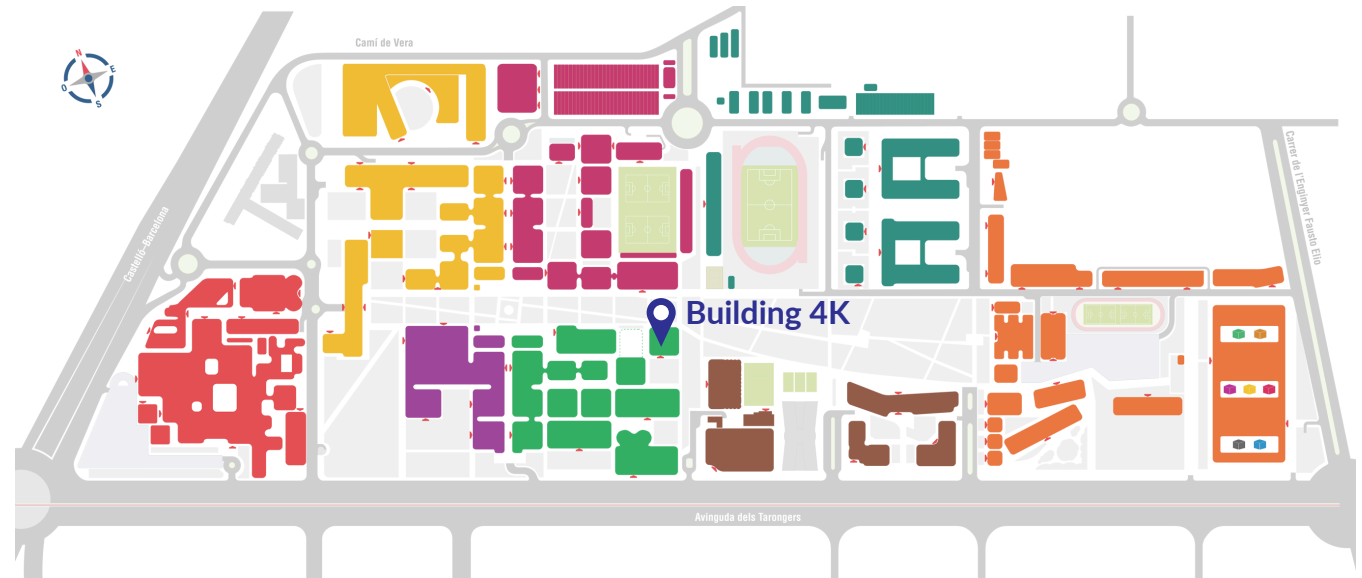 N
E
O
S
Camí de Vera
Castelló-Barcelona
Carrer de l'Enginyer Fausto Elio
Building 4K
Avinguda dels Tarongers